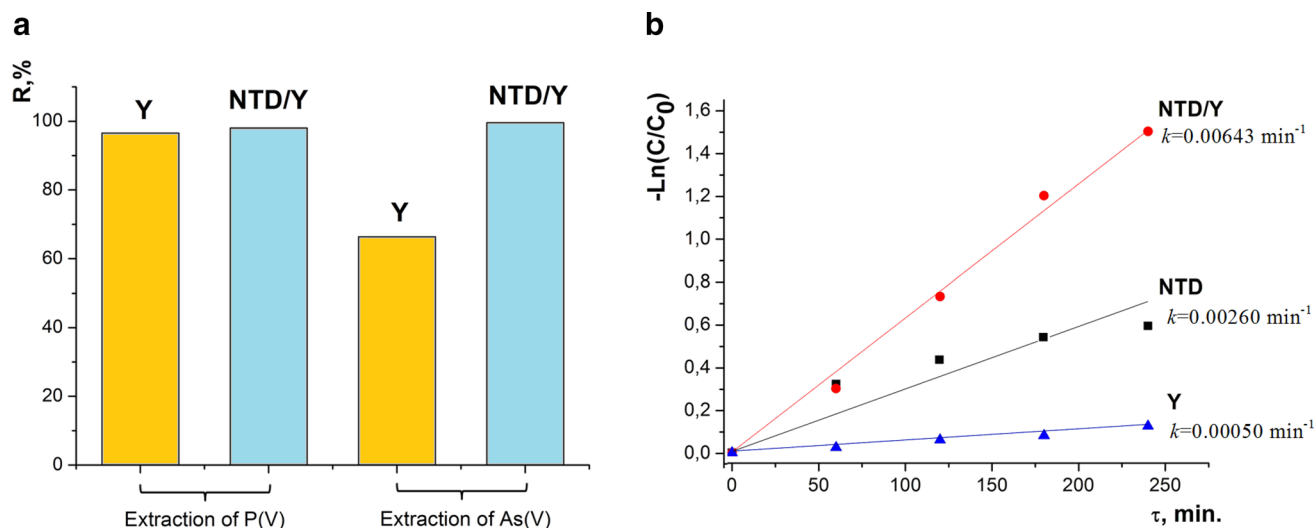 a
R,%
100
80
60
40
20
0
Y
NTD/Y
Y
NTD/Y
Extraction of P(V)
Extraction of As(V)
b
-Ln(C/C0)
1,6
1,4
1,2
1,0
0,8
0,6
0,4
0,2
0,0
0
50
100
150
200
250
τ, min.
NTD/Y
k=0.00643 min-1
NTD
k=0.00260 min-1
Y
k=0.00050 min-1